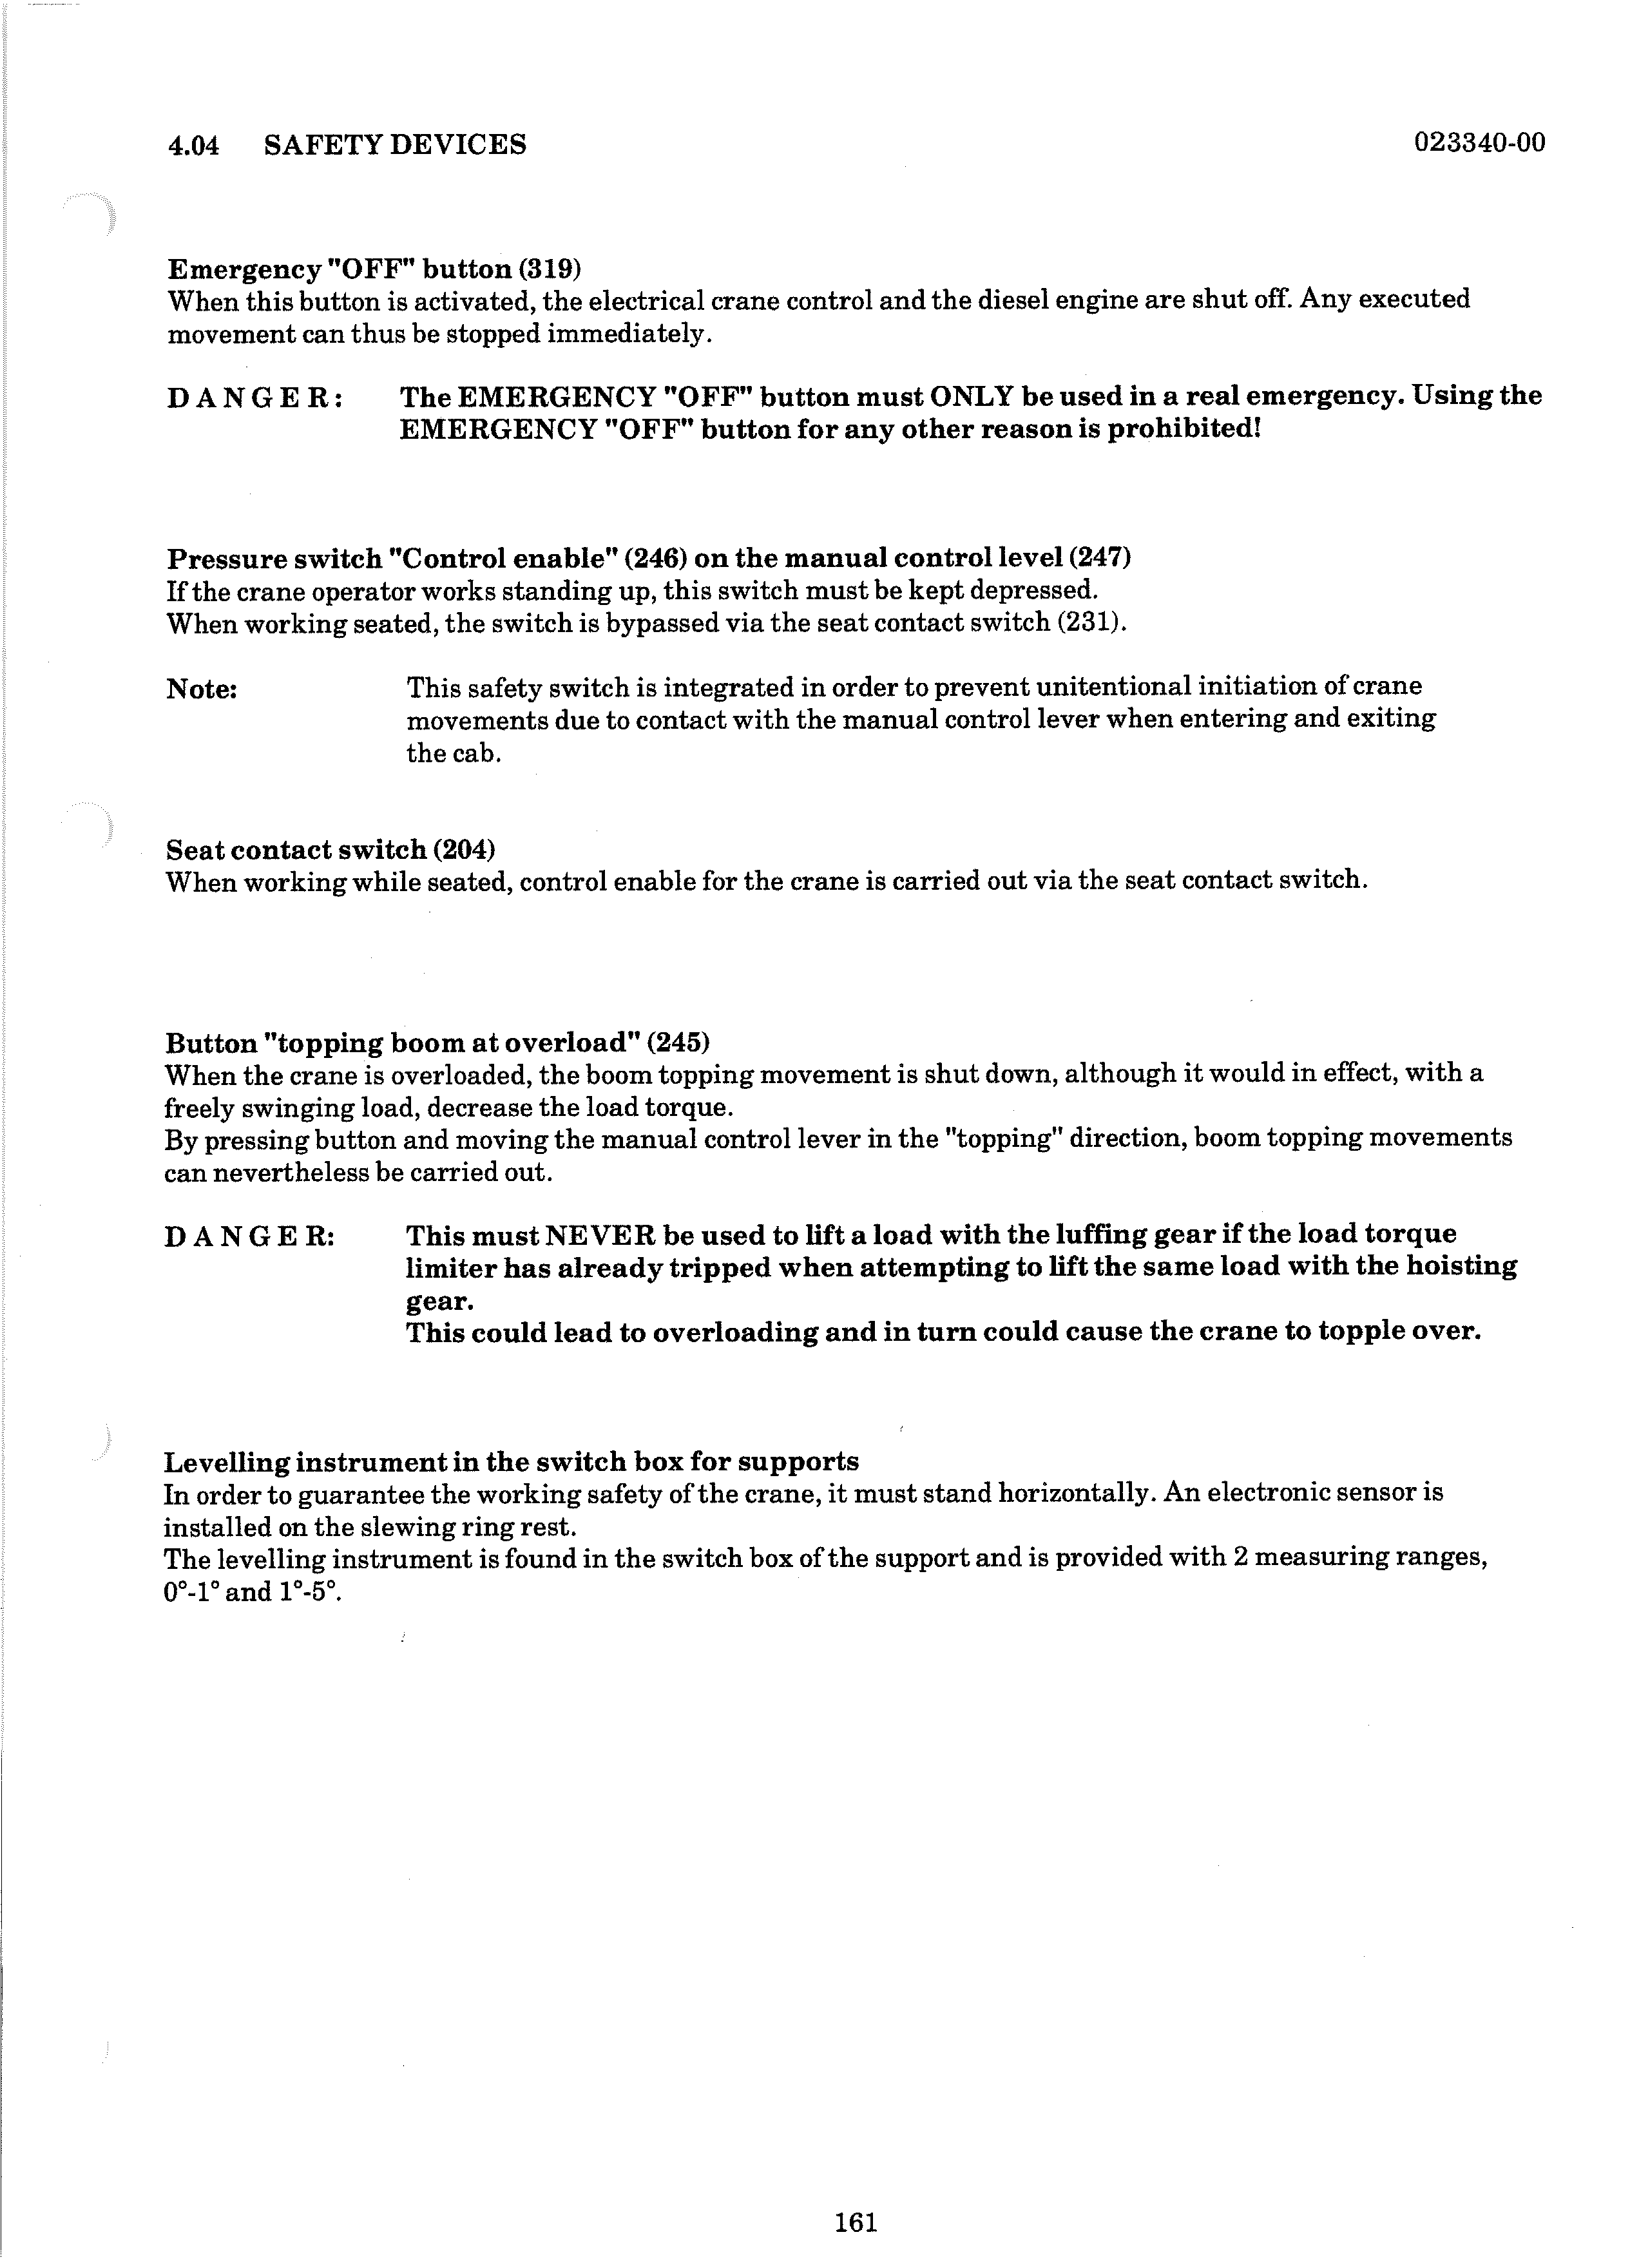 4.04 SAFETY DEVICES 023340-00
Emergency "OFF" button (319)
When this button is activated, the electrical crane control and the diesel engine are shut off. Any executed
movement can thus be stopped immediately.
D A N G E R: The EMERGENCY "OFF" button must ONLY be used in a real emergency. Using the
EMERGENCY "OFF" button for any other reason is prohibited!
Pressure switch "Control enable" (246) on the manual control level (247)
If the crane operator works standing up, this switch must be kept depressed.
When working seated, the switch is bypassed via the seat contact switch (231).
Note: This safety switch is integrated in order to prevent unitentional initiation of crane
movements due to contact with the manual control lever when entering and exiting
the cab.
Seat contact switch (204)
When working while seated, control enable for the crane is carried out via the seat contact switch.
Button "topping boom at overload" (245)
When the crane is overloaded, the boom topping movement is shut down, although it would in effect, with a
freely swinging load, decrease the load torque.
By pressing button and moving the manual control lever in the "topping" direction, boom topping movements
can nevertheless be carried out.
D A N G E R: This must NEVER be used to lift a load with the luffing gear if the load torque
limiter has already tripped when attempting to lift the same load with the hoisting
gear.
This could lead to overloading and in turn could cause the crane to topple over.
Levelling instrument in the switch box for supports
In order to guarantee the working safety of the crane, it must stand horizontally. An electronic sensor is
installed on the slewing ring rest.
The levelling instrument is found in the switch box of the support and is provided with 2 measuring ranges,
0°-1° and 1°-5°.
161